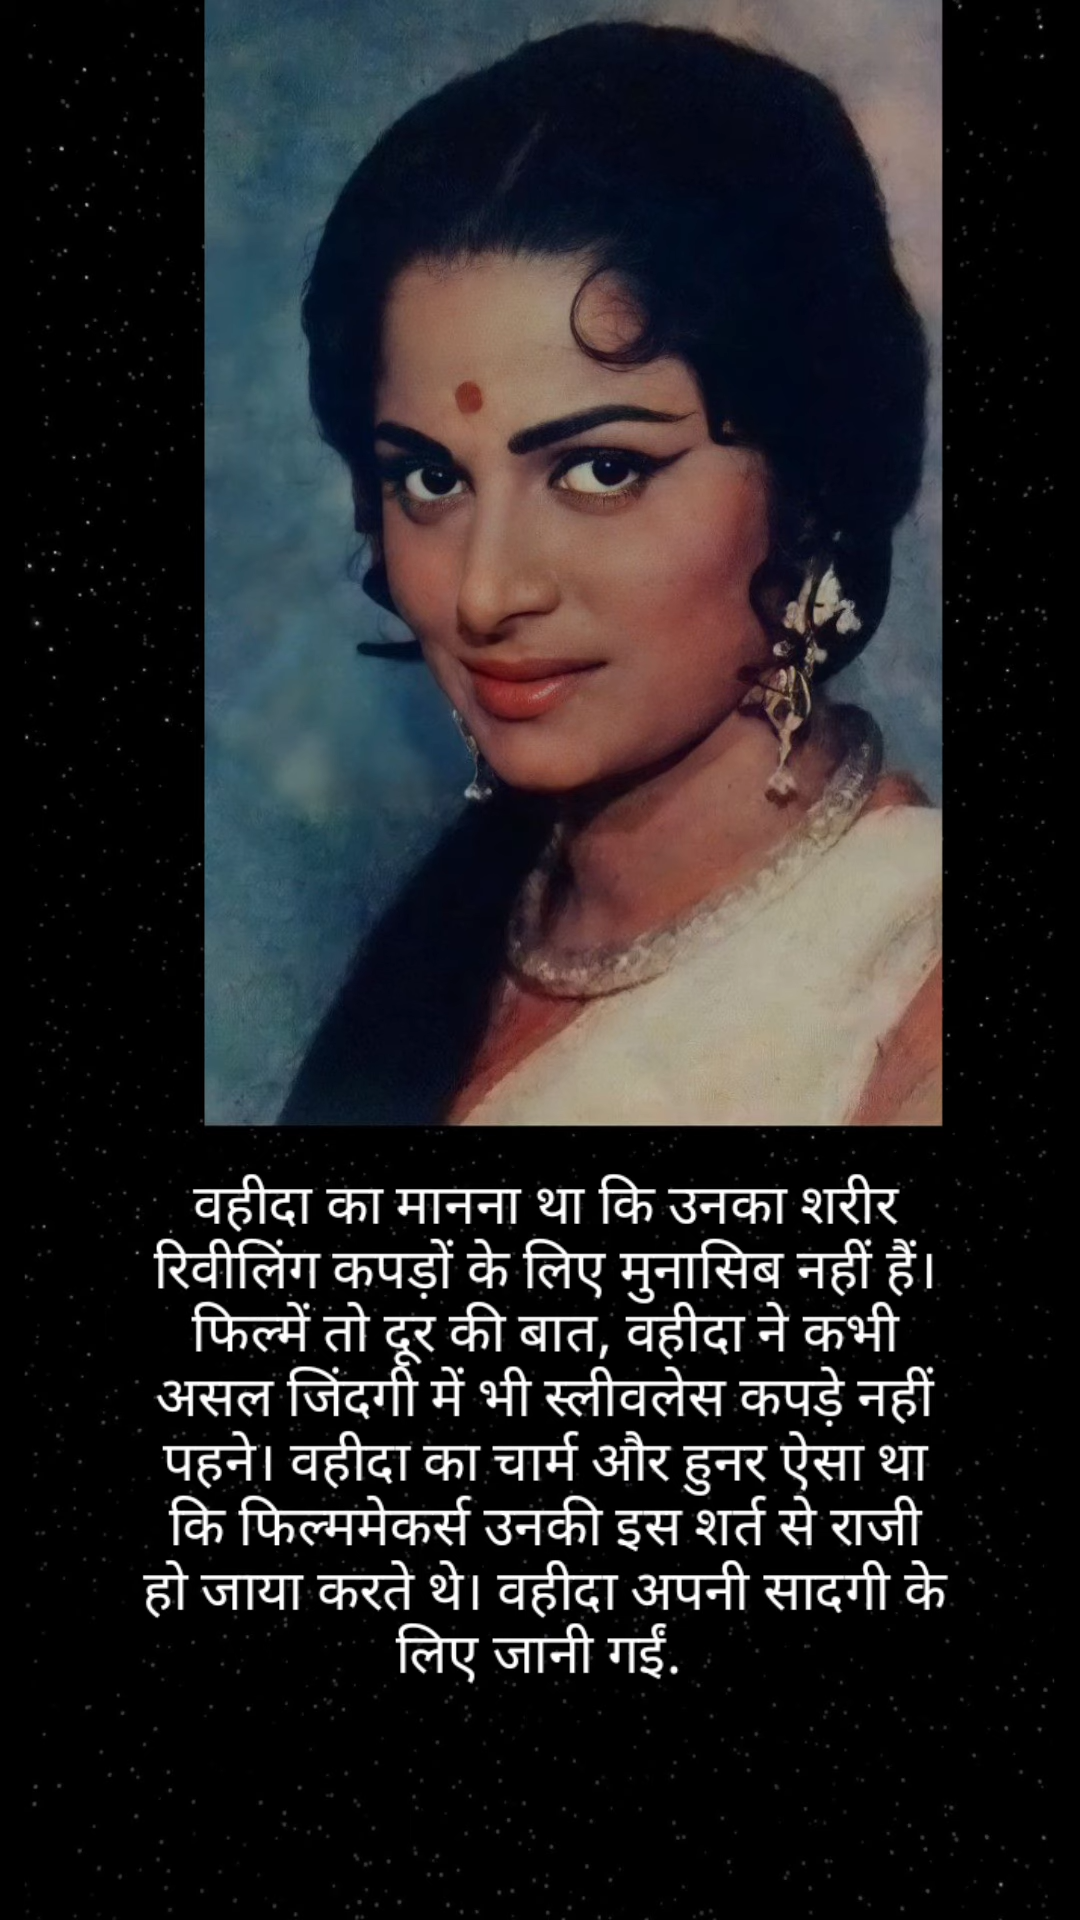 वहीदा का मानना था कि उनका शरीर
रिवीलिंग कपड़ों के लिए मुनासिब नहीं हैं।
फिल्में तो दूर की बात, वहीदा ने कभी
असल जिंदगी में भी स्लीवलेस कपड़े नहीं
पहने। वहीदा का चार्म और हुनर ऐसा था
कि फिल्ममेकर्स उनकी इस शर्त से राजी
हो जाया करते थे। वहीदा अपनी सादगी के
लिए जानी गईं.